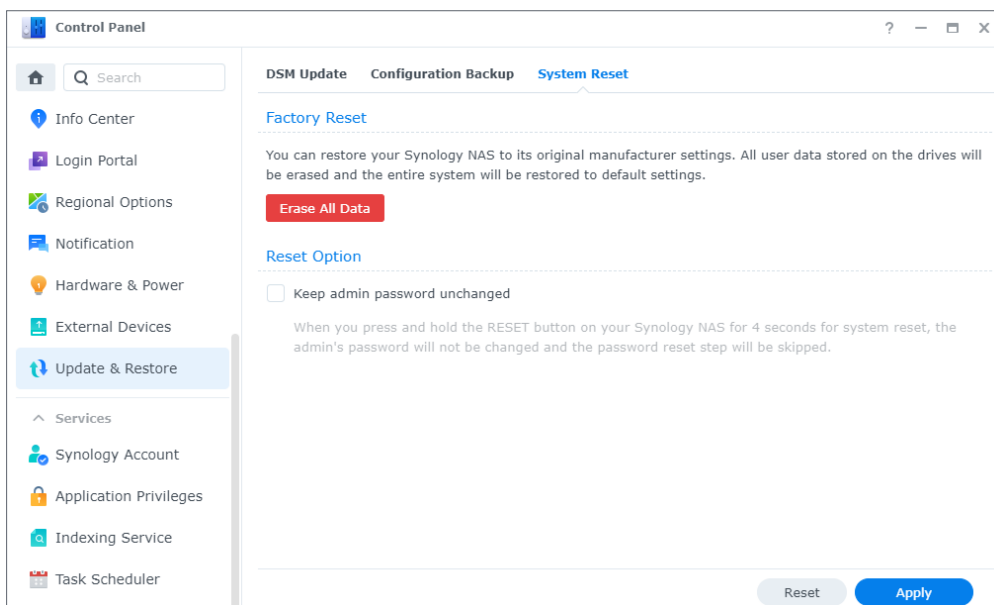 Control Panel
?
Search
DSM Update Configuration Backup System Reset
Info Center
Login Portal
Regional Options
Notification
Hardware & Power
External Devices
Update & Restore
Services
Synology Account
Application Privileges
Indexing Service
Task Scheduler
Factory Reset
You can restore your Synology NAS to its original manufacturer settings. All user data stored on the drives will
be erased and the entire system will be restored to default settings.
Erase All Data
Reset Option
Keep admin password unchanged
When you press and hold the RESET button on your Synology NAS for 4 seconds for system reset, the
admin's password will not be changed and the password reset step will be skipped.
Reset Apply